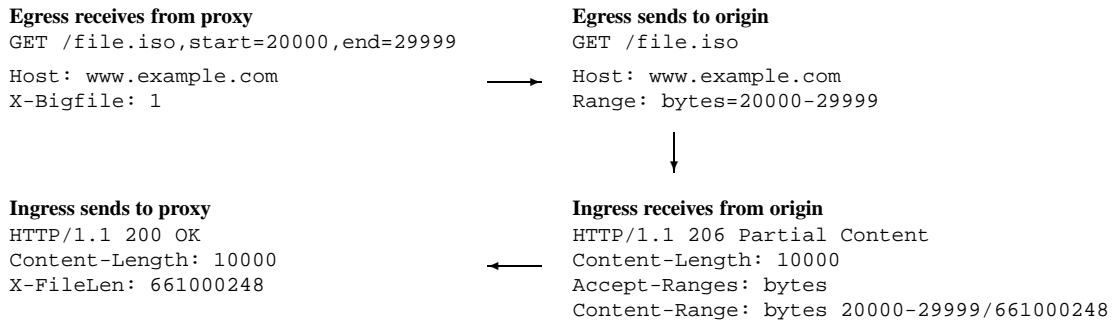 Egress receives from proxy
GET /file.iso,start=20000,end=29999
Host: www.example.com
X-Bigfile: 1
Egress sends to origin
GET /file.iso
Host: www.example.com
Range: bytes=20000-29999
Ingress sends to proxy
HTTP/1.1 200 OK
Content-Length: 10000
X-FileLen: 661000248
Ingress receives from origin
HTTP/1.1 206 Partial Content
Content-Length: 10000
Accept-Ranges: bytes
Content-Range: bytes 20000-29999/661000248